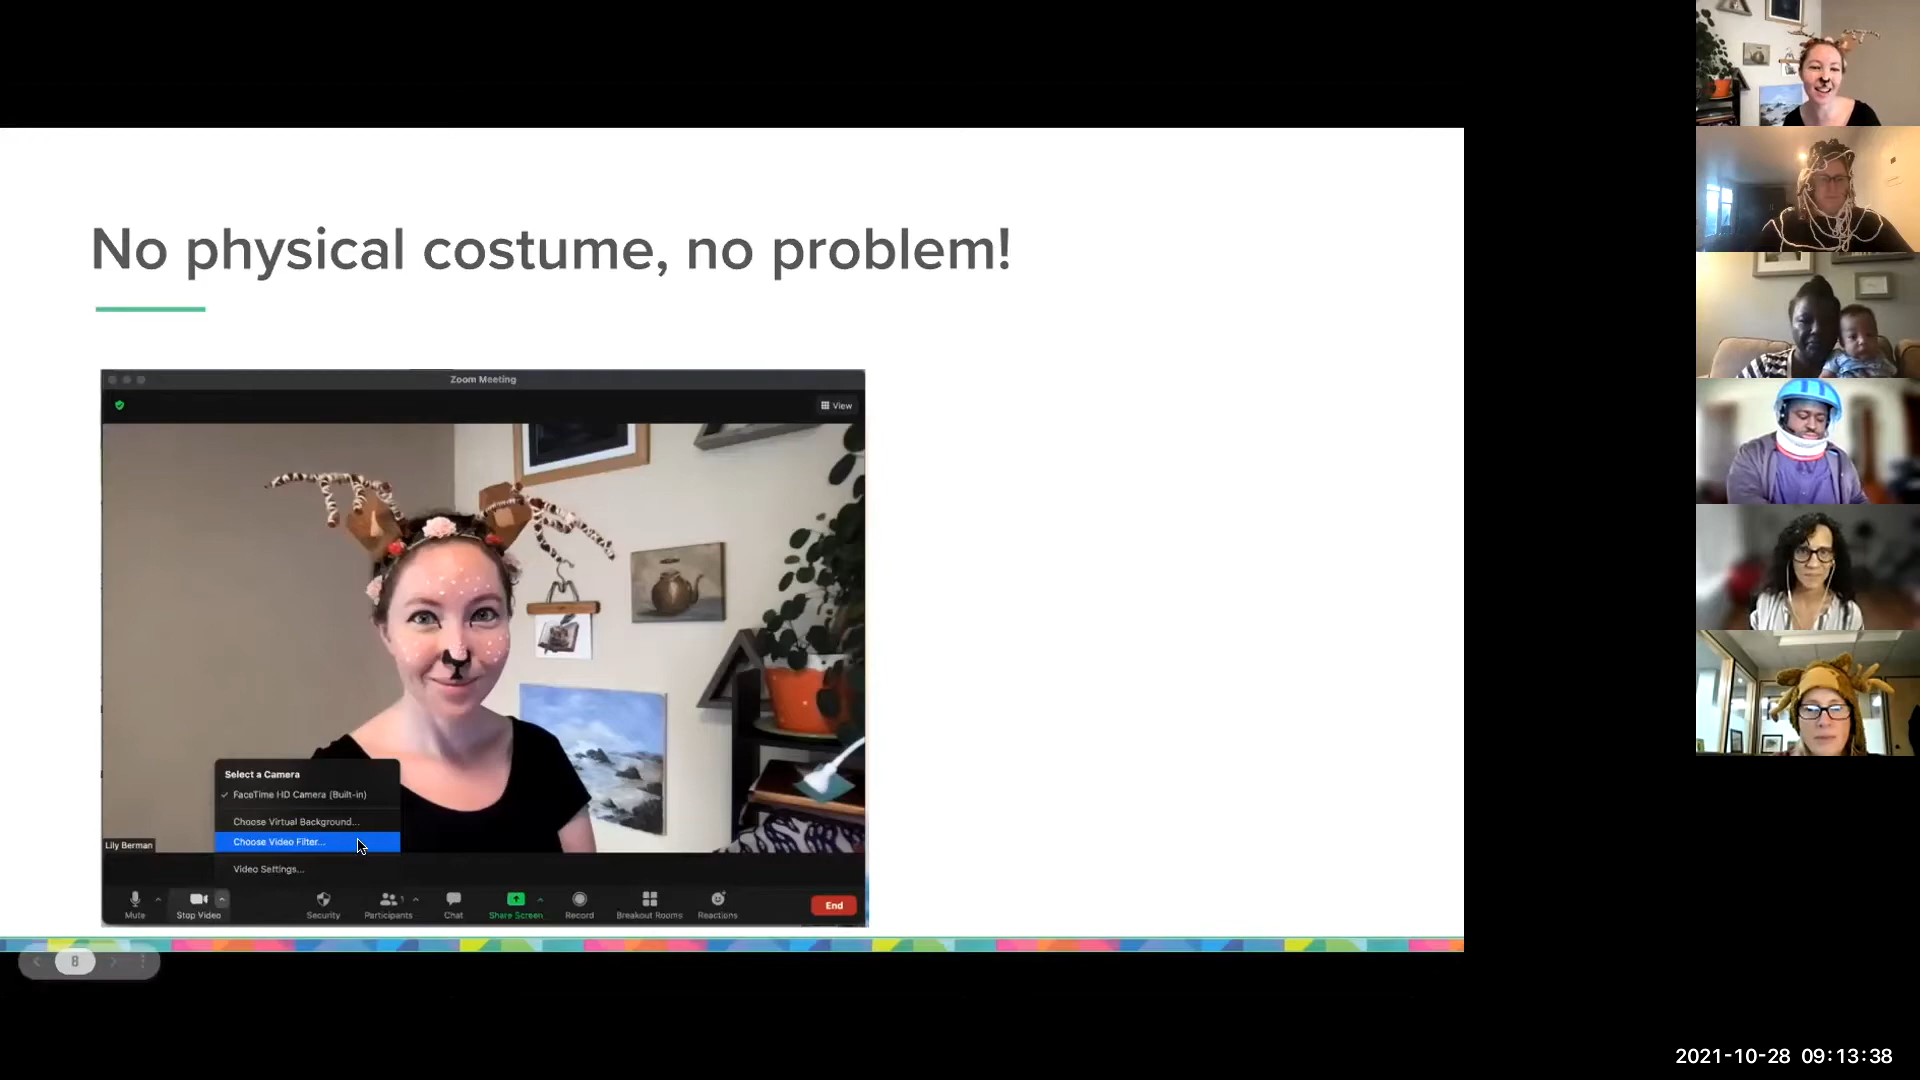 No physical costume, no problem!
Zoom Meeting
View
Select a Camera
✓ FaceTime HD Camera (Built-in)
Choose Virtual Background...
Choose Video Filter...
Video Settings...
Lily Berman
Mute
Stop Video
Security
Participants 1
Chat
Share Screen
Record
Breakout Rooms
Reactions
End
8
2021-10-28 09:13:38